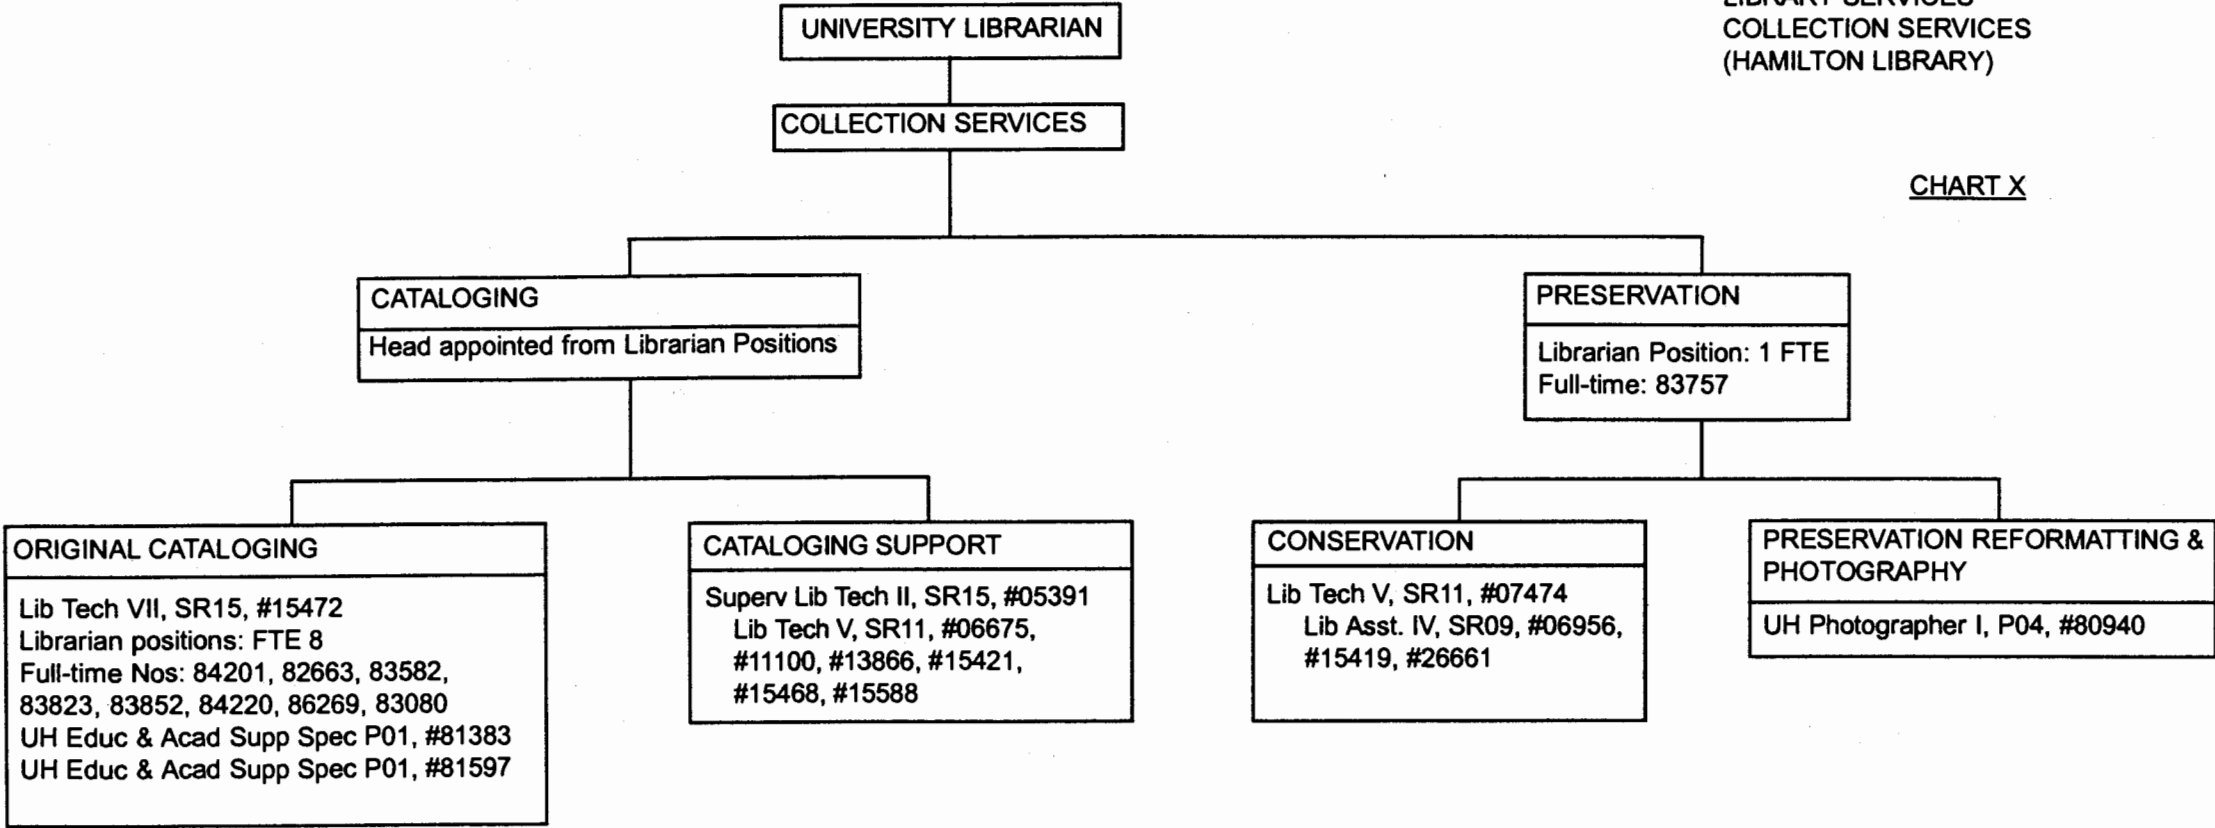 LIBRARY SERVICES
COLLECTION SERVICES
(HAMILTON LIBRARY)
CHART X
UNIVERSITY LIBRARIAN
COLLECTION SERVICES
CATALOGING
Head appointed from Librarian Positions
PRESERVATION
Librarian Position: 1 FTE
Full-time: 83757
ORIGINAL CATALOGING
Lib Tech VII, SR15, #15472
Librarian positions: FTE 8
Full-time Nos: 84201, 82663, 83582,
83823, 83852, 84220, 86269, 83080
UH Educ & Acad Supp Spec P01, #81383
UH Educ & Acad Supp Spec P01, #81597
CATALOGING SUPPORT
Superv Lib Tech II, SR15, #05391
Lib Tech V, SR11, #06675,
#11100, #13866, #15421,
#15468, #15588
CONSERVATION
Lib Tech V, SR11, #07474
Lib Asst. IV, SR09, #06956,
#15419, #26661
PRESERVATION REFORMATTING &
PHOTOGRAPHY
UH Photographer I, P04, #80940